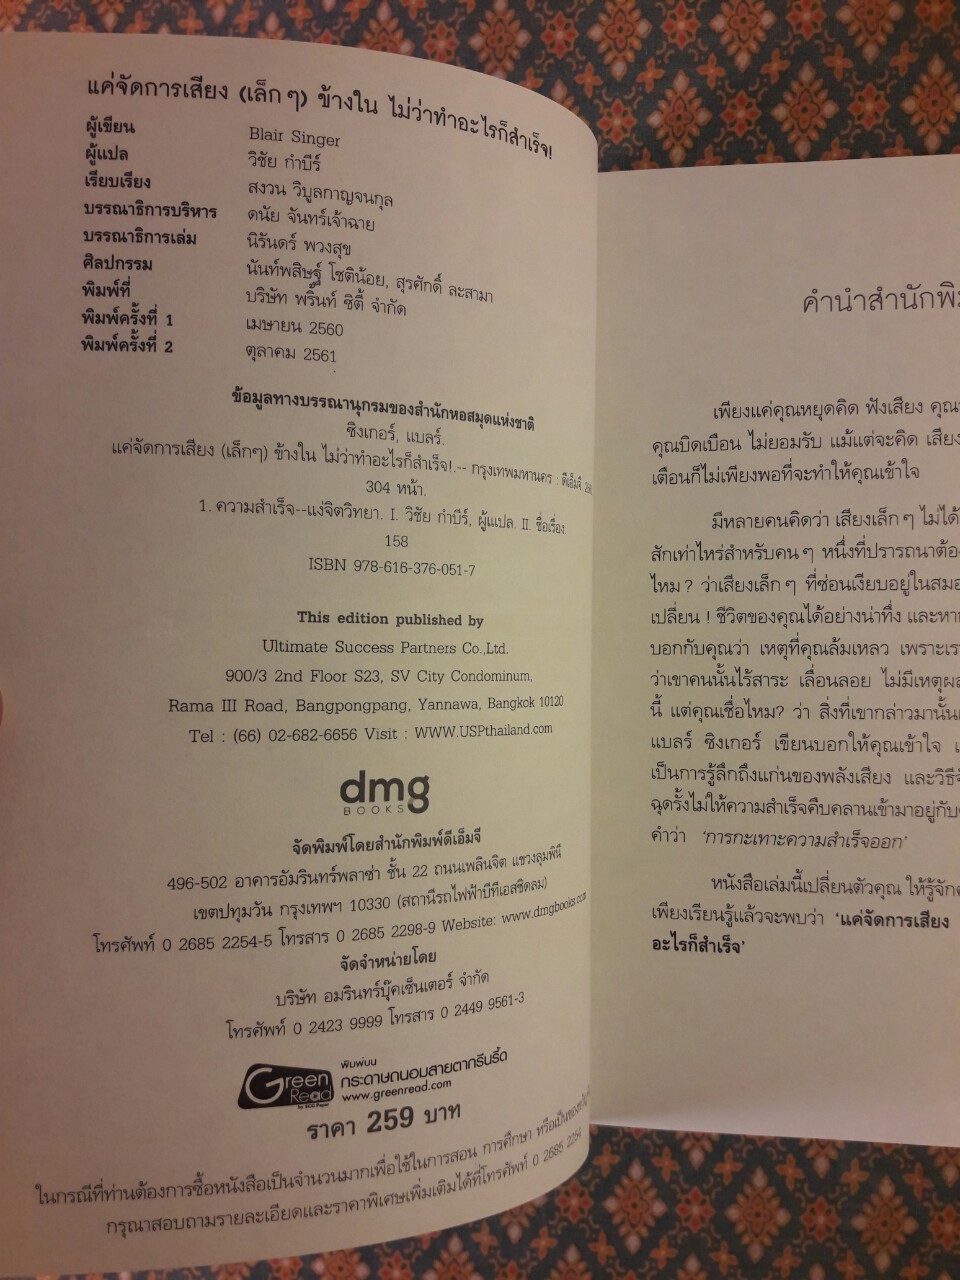 แค่จัดการเสียง (เล็ก ๆ) ข้างใน ไม่ว่าทำอะไรก็สำเร็จ!
ผู้เขียน Blair Singer
ผู้แปล วิชัย กำบีร์
เรียบเรียง สงวน วิบูลกาญจนกุล
บรรณาธิการบริหาร ดนัย จันทร์เจ้าฉาย
บรรณาธิการเล่ม นิรันดร์ พวงสุข
ศิลปกรรม นันท์พสิษฐ์ โชติน้อย, สุรศักดิ์ ละสามา
พิมพ์ที่ บริษัท พริ้นท์ ซิตี้ จำกัด
พิมพ์ครั้งที่ 1 เมษายน 2560
พิมพ์ครั้งที่ 2 ตุลาคม 2561
ข้อมูลทางบรรณานุกรมของสำนักหอสมุดแห่งชาติ
ซิงเกอร์, แบลร์.
แค่จัดการเสียง (เล็กๆ) ข้างใน ไม่ว่าทำอะไรก็สำเร็จ!.-- กรุงเทพมหานคร : ดีเอ็มจี,
304 หน้า.
1. ความสำเร็จ--แง่จิตวิทยา. I. วิชัย กำบีร์, ผู้แปล. II. ชื่อเรื่อง.
158
ISBN 978-616-376-051-7
This edition published by
Ultimate Success Partners Co.,Ltd.
900/3 2nd Floor S23, SV City Condominum,
Rama III Road, Bangpongpang, Yannawa, Bangkok 10120
Tel : (66) 02-682-6656 Visit : WWW.USPthailand.com
dmg
BOOKS
จัดพิมพ์โดยสำนักพิมพ์ดีเอ็มจี
496-502 อาคารอัมรินทร์พลาซ่า ชั้น 22 ถนนเพลินจิต แขวงลุมพินี
เขตปทุมวัน กรุงเทพฯ 10330 (สถานีรถไฟฟ้าบีทีเอสชิดลม)
โทรศัพท์ 0 2685 2254-5 โทรสาร 0 2685 2298-9 Website: www.dmgbooks.com
จัดจำหน่ายโดย
บริษัท อมรินทร์บุ๊คเซ็นเตอร์ จำกัด
โทรศัพท์ 0 2423 9999 โทรสาร 0 2449 9561-3
Green Read
by SCG Paper
พิมพ์บน
กระดาษถนอมสายตากรีนรี้ด
www.greenread.com
ราคา 259 บาท
ในกรณีที่ท่านต้องการซื้อหนังสือเป็นจำนวนมากเพื่อใช้ในการสอน การศึกษา หรือเป็นของขวัญ
กรุณาสอบถามรายละเอียดและราคาพิเศษเพิ่มเติมได้ที่โทรศัพท์ 0 2685 2254
คำนำสำนักพิม
เพียงแค่คุณหยุดคิด ฟังเสียง
คุณบิดเบือน ไม่ยอมรับ แม้แต่จะคิด เสียง
เตือนก็ไม่เพียงพอที่จะทำให้คุณเข้าใจ
มีหลายคนคิดว่า เสียงเล็ก ๆ ไม่ได้
สักเท่าไหร่สำหรับคน ๆ หนึ่งที่ปรารถนาต้อง
ไหม ? ว่าเสียงเล็ก ๆ ที่ซ่อนเงียบอยู่ในสมอ
เปลี่ยน ! ชีวิตของคุณได้อย่างน่าทึ่ง และหาก
บอกกับคุณว่า เหตุที่คุณล้มเหลว เพราะเรา
ว่าเขาคนนั้นไร้สาระ เลื่อนลอย ไม่มีเหตุผล
นี้ แต่คุณเชื่อไหม? ว่า สิ่งที่เขากล่าวมานั้น
แบลร์ ซิงเกอร์ เขียนบอกให้คุณเข้าใจ
เป็นการรู้ลึกถึงแก่นของพลังเสียง และวิธี
ฉุดรั้งไม่ให้ความสำเร็จคืบคลานเข้ามาอยู่กับ
คำว่า 'การกะเทาะความสำเร็จออก'
หนังสือเล่มนี้เปลี่ยนตัวคุณ ให้รู้จัก
เพียงเรียนรู้แล้วจะพบว่า 'แค่จัดการเสียง
อะไรก็สำเร็จ'